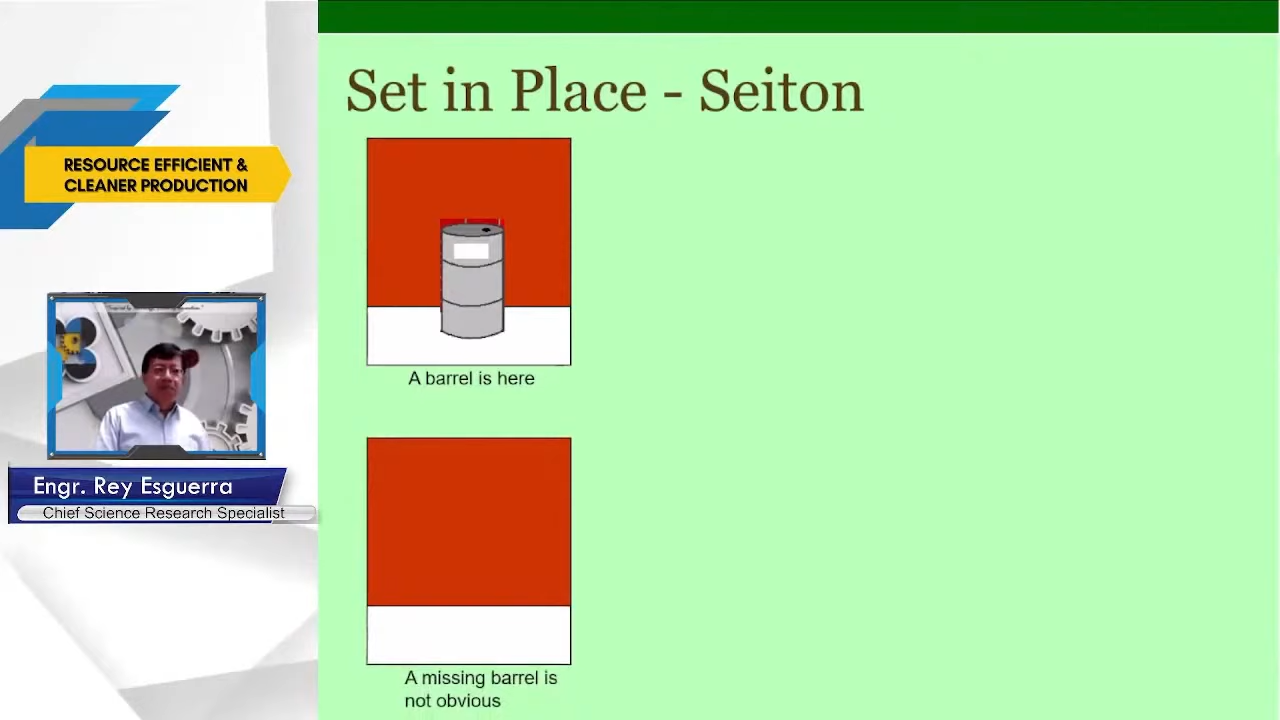 RESOURCE EFFICIENT &
CLEANER PRODUCTION
Engr. Rey Esguerra
Chief Science Research Specialist
Set in Place - Seiton
A barrel is here
A missing barrel is
not obvious